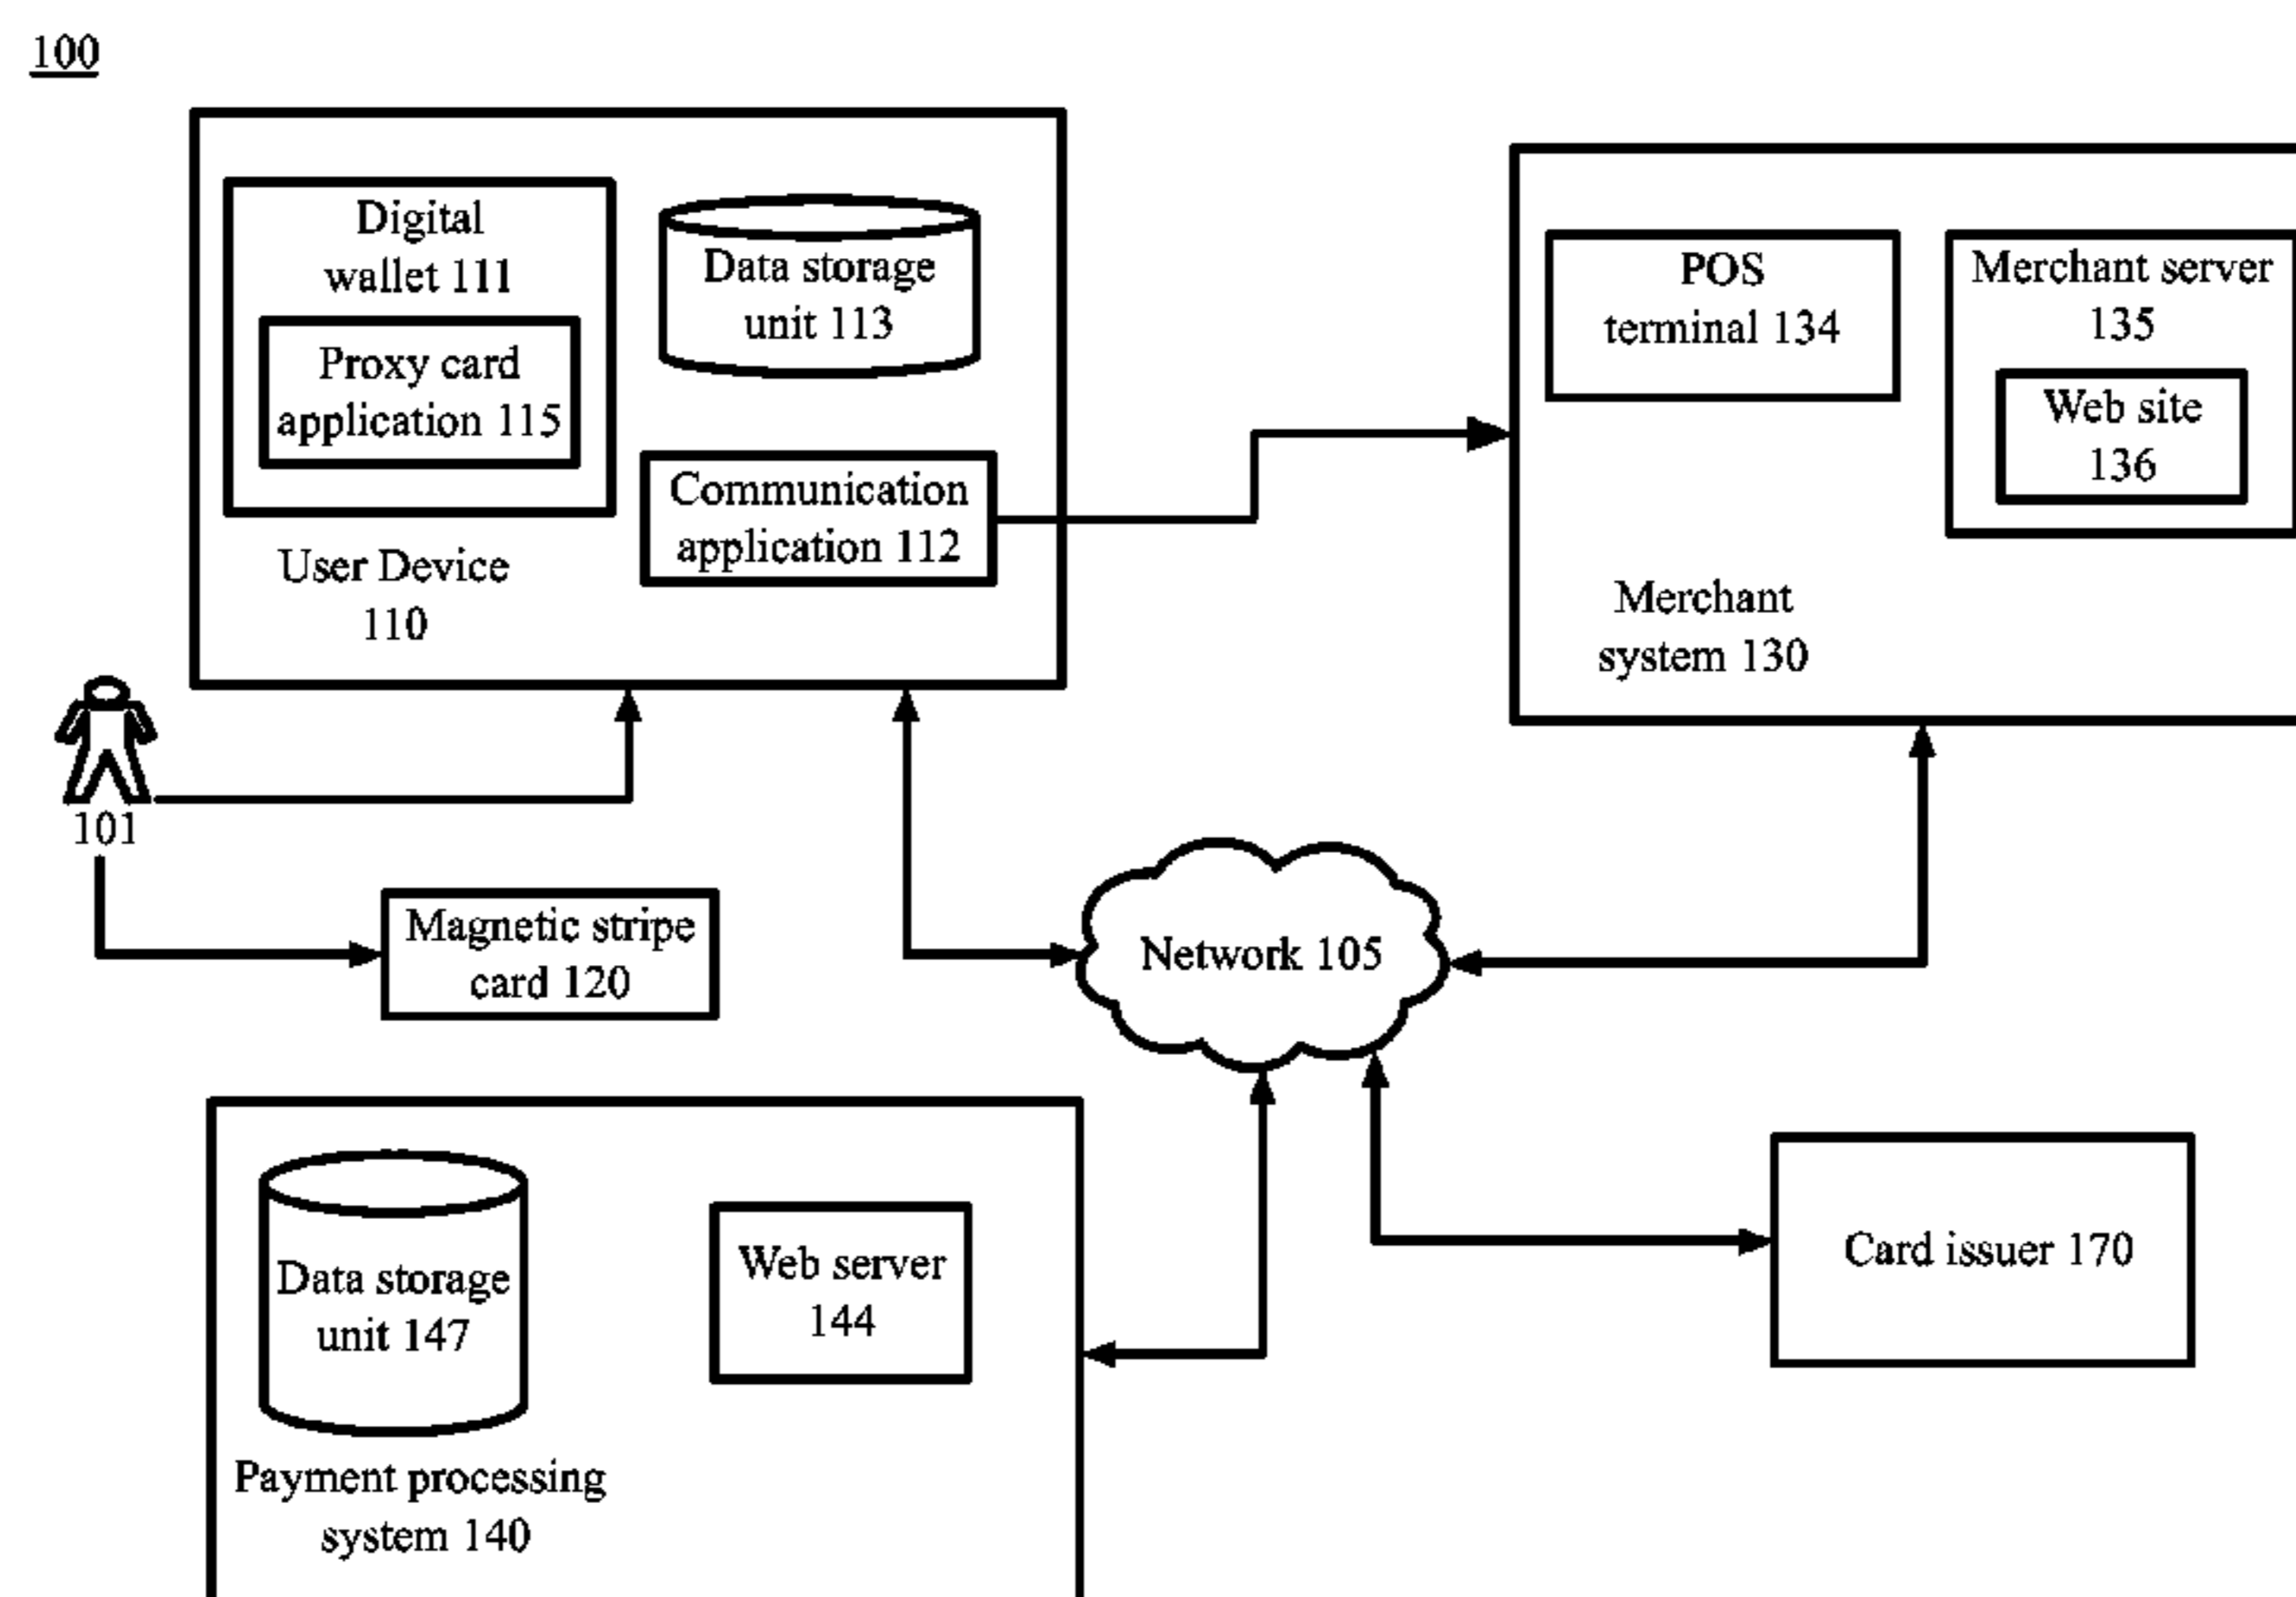 100
Digital
wallet 111
Proxy card
application 115
Data storage
unit 113
Communication
application 112
User Device
110
POS
terminal 134
Merchant server
135
Web site
136
Merchant
system 130
101
Magnetic stripe
card 120
Network 105
Data storage
unit 147
Web server
144
Payment processing
system 140
Card issuer 170